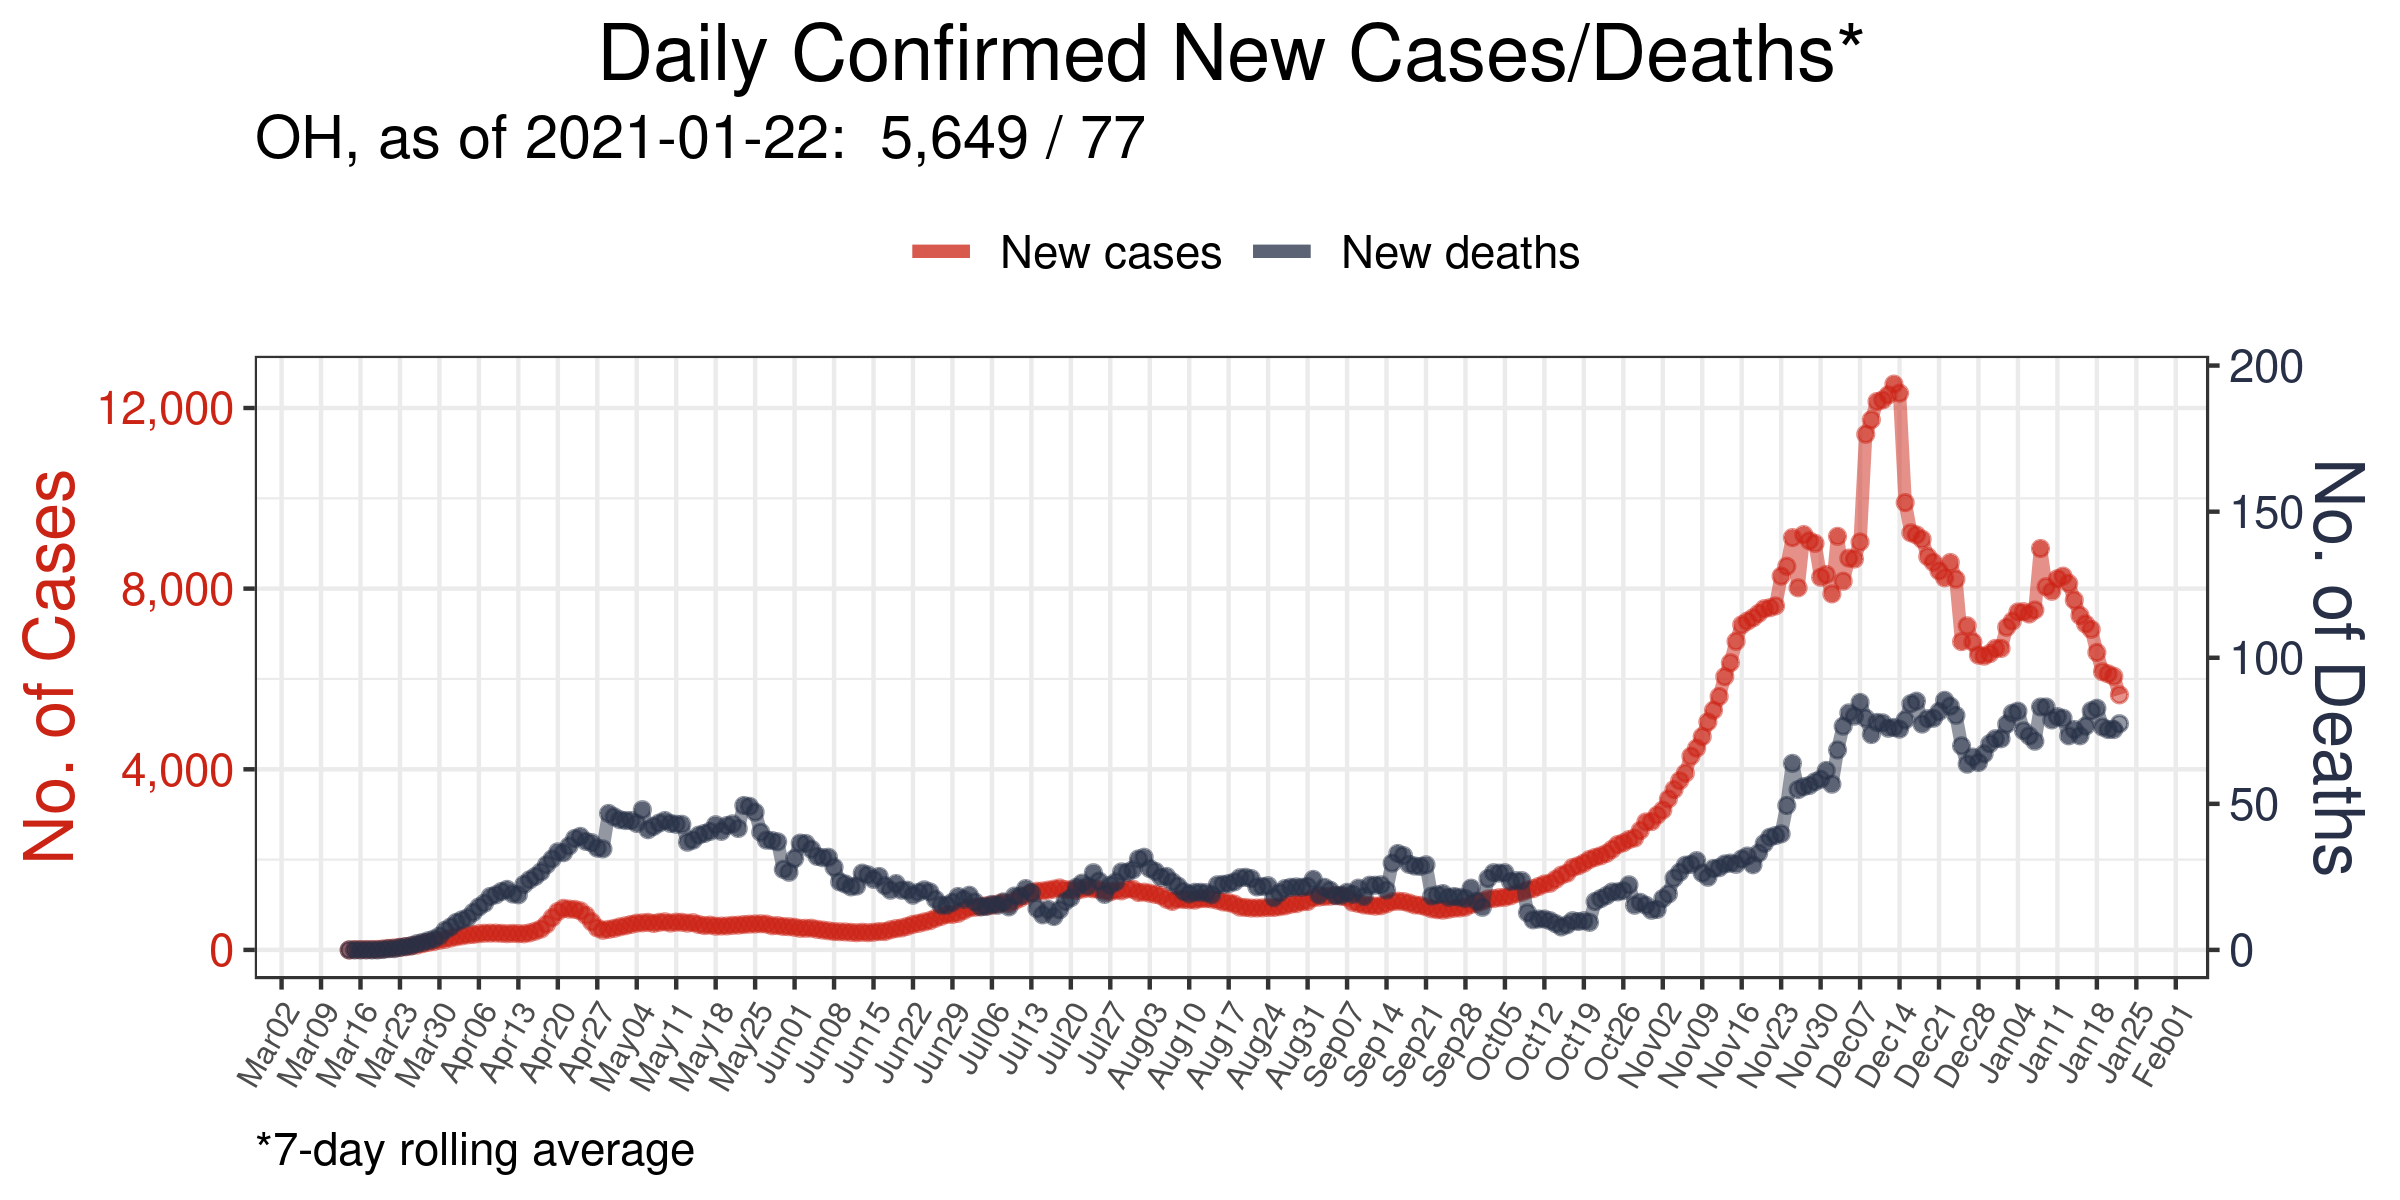 Daily Confirmed New Cases/Deaths*
OH, as of 2021-01-22:  5,649 / 77
New cases
New deaths
No. of Cases
12,000
8,000
4,000
0
200
150
100
50
0
No. of Deaths
Mar02
Mar09
Mar16
Mar23
Mar30
Apr06
Apr13
Apr20
Apr27
May04
May11
May18
May25
Jun01
Jun08
Jun15
Jun22
Jun29
Jul06
Jul13
Jul20
Jul27
Aug03
Aug10
Aug17
Aug24
Aug31
Sep07
Sep14
Sep21
Sep28
Oct05
Oct12
Oct19
Oct26
Nov02
Nov09
Nov16
Nov23
Nov30
Dec07
Dec14
Dec21
Dec28
Jan04
Jan11
Jan18
Jan25
Feb01
*7-day rolling average